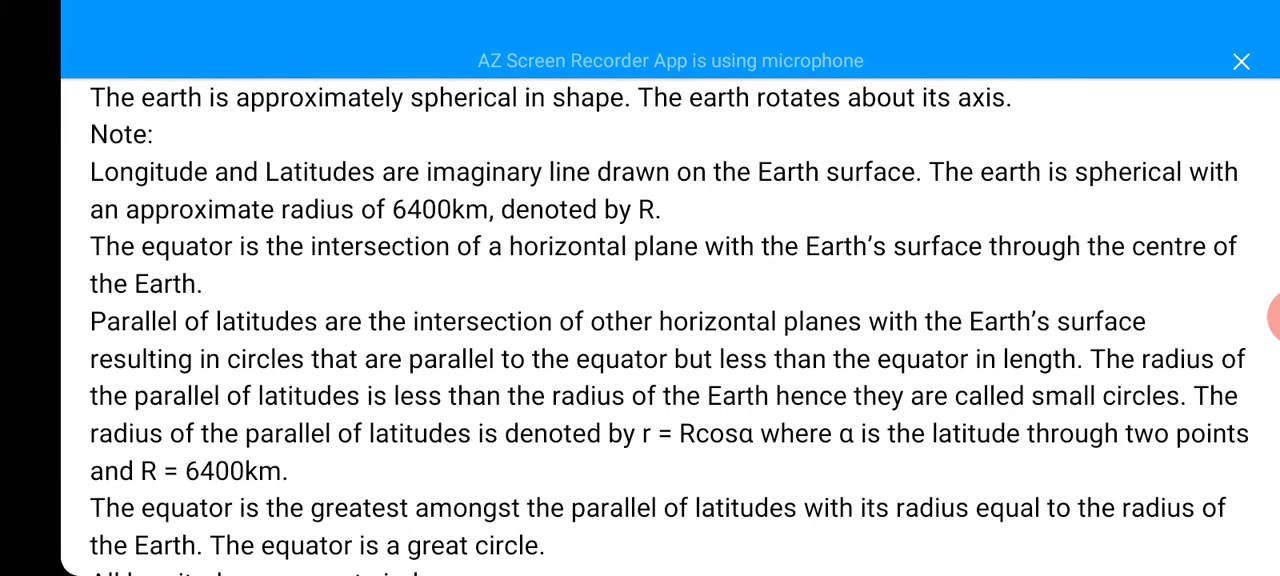 AZ Screen Recorder App is using microphone
The earth is approximately spherical in shape. The earth rotates about its axis.
Note:
Longitude and Latitudes are imaginary line drawn on the Earth surface. The earth is spherical with
an approximate radius of 6400km, denoted by R.
The equator is the intersection of a horizontal plane with the Earth’s surface through the centre of
the Earth.
Parallel of latitudes are the intersection of other horizontal planes with the Earth’s surface
resulting in circles that are parallel to the equator but less than the equator in length. The radius of
the parallel of latitudes is less than the radius of the Earth hence they are called small circles. The
radius of the parallel of latitudes is denoted by r = Rcosα where α is the latitude through two points
and R = 6400km.
The equator is the greatest amongst the parallel of latitudes with its radius equal to the radius of
the Earth. The equator is a great circle.